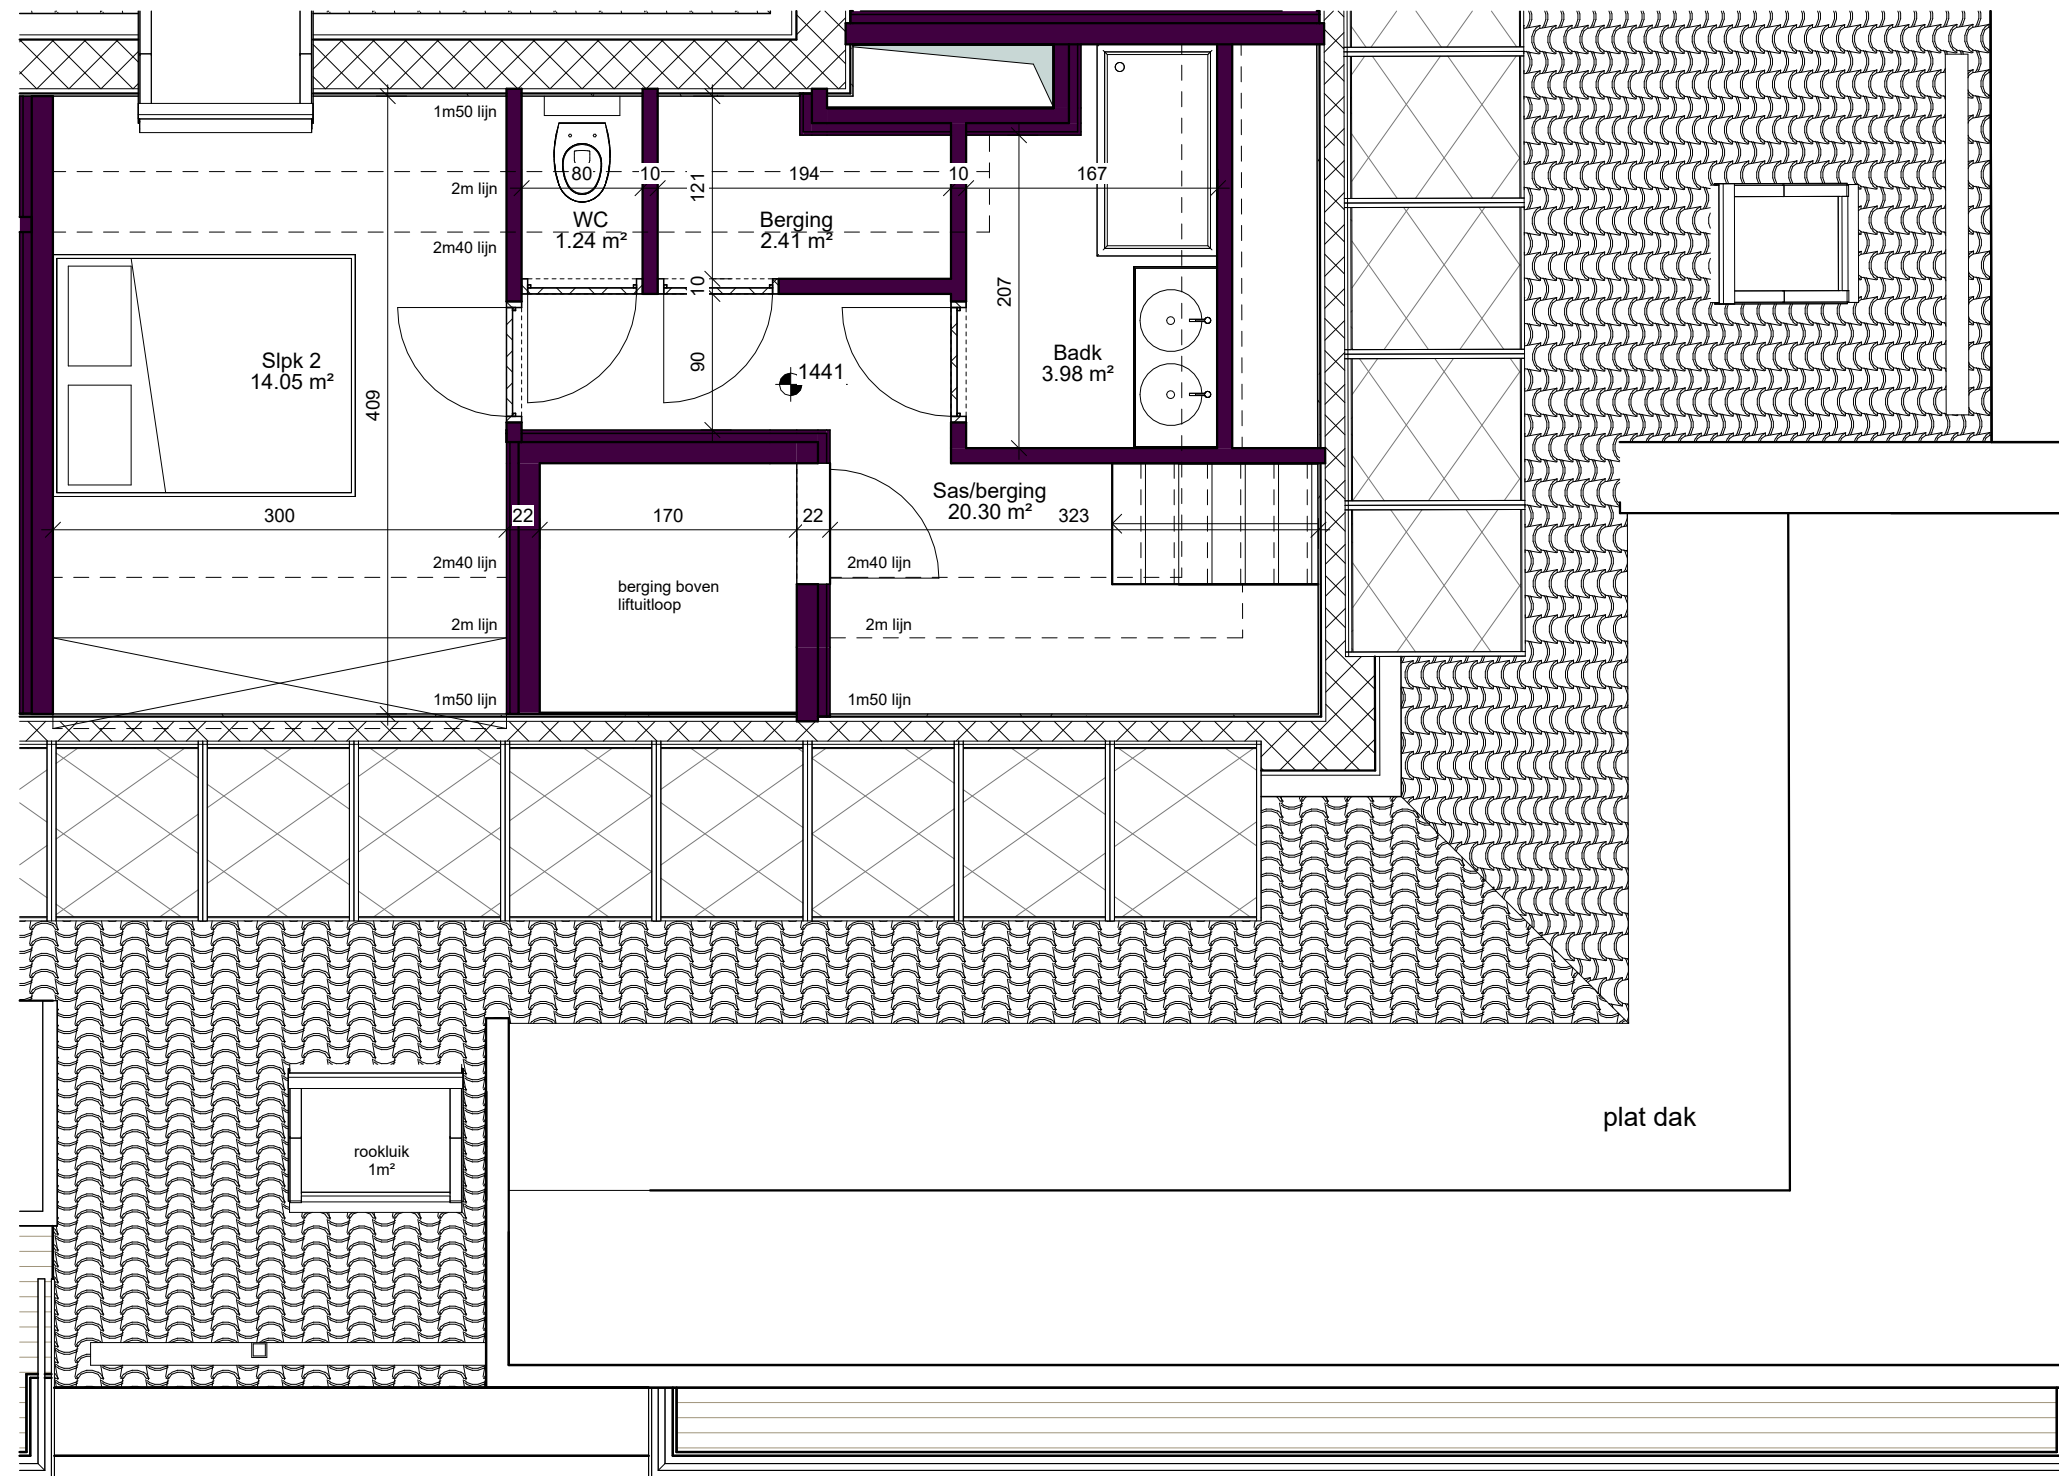 1m50 lijn
2m lijn
2m40 lijn
80
10
121
194
10
167
WC
1.24 m²
Berging
2.41 m²
10
207
90
1441
Slpk 2
14.05 m²
409
Badk
3.98 m²
Sas/berging
20.30 m²
300
22
170
22
323
2m40 lijn
2m40 lijn
berging boven
liftuitloop
2m lijn
2m lijn
1m50 lijn
1m50 lijn
plat dak
rookluik
1m²